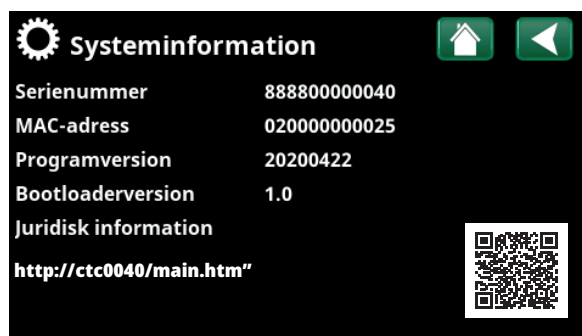 Systeminformation
Serienummer 888800000040
MAC-adress 020000000025
Programversion 20200422
Bootloaderversion 1.0
Juridisk information
http://ctc0040/main.htm”